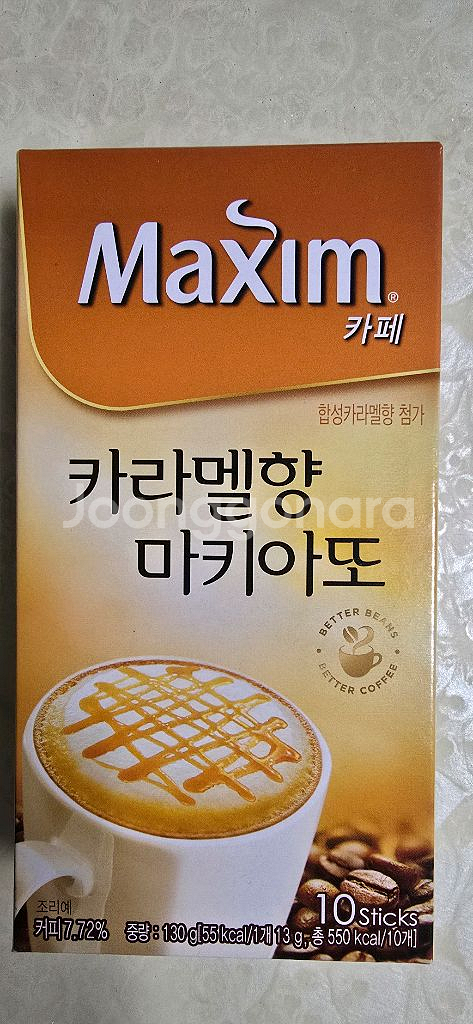 Maxim®
카페
합성카라멜향 첨가
카라멜향
Joonggonara
마키아또
BETTER BEANS
BETTER COFFEE
10 Sticks
조리예
커피7.72% 중량 : 130 g[55 kcal/1개 13 g, 총 550 kcal/10개]